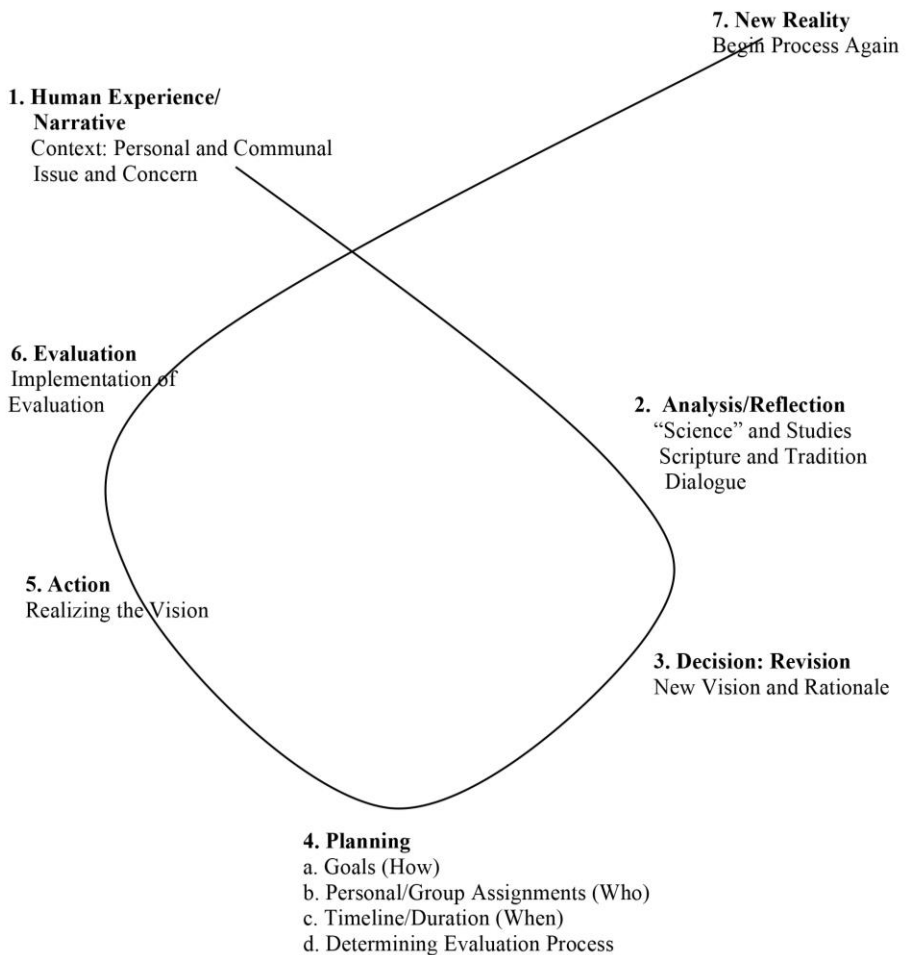 7. New Reality
Begin Process Again
1. Human Experience/
Narrative
Context: Personal and Communal
Issue and Concern
6. Evaluation
Implementation of
Evaluation
2. Analysis/Reflection
“Science” and Studies
Scripture and Tradition
Dialogue
5. Action
Realizing the Vision
3. Decision: Revision
New Vision and Rationale
4. Planning
a. Goals (How)
b. Personal/Group Assignments (Who)
c. Timeline/Duration (When)
d. Determining Evaluation Process